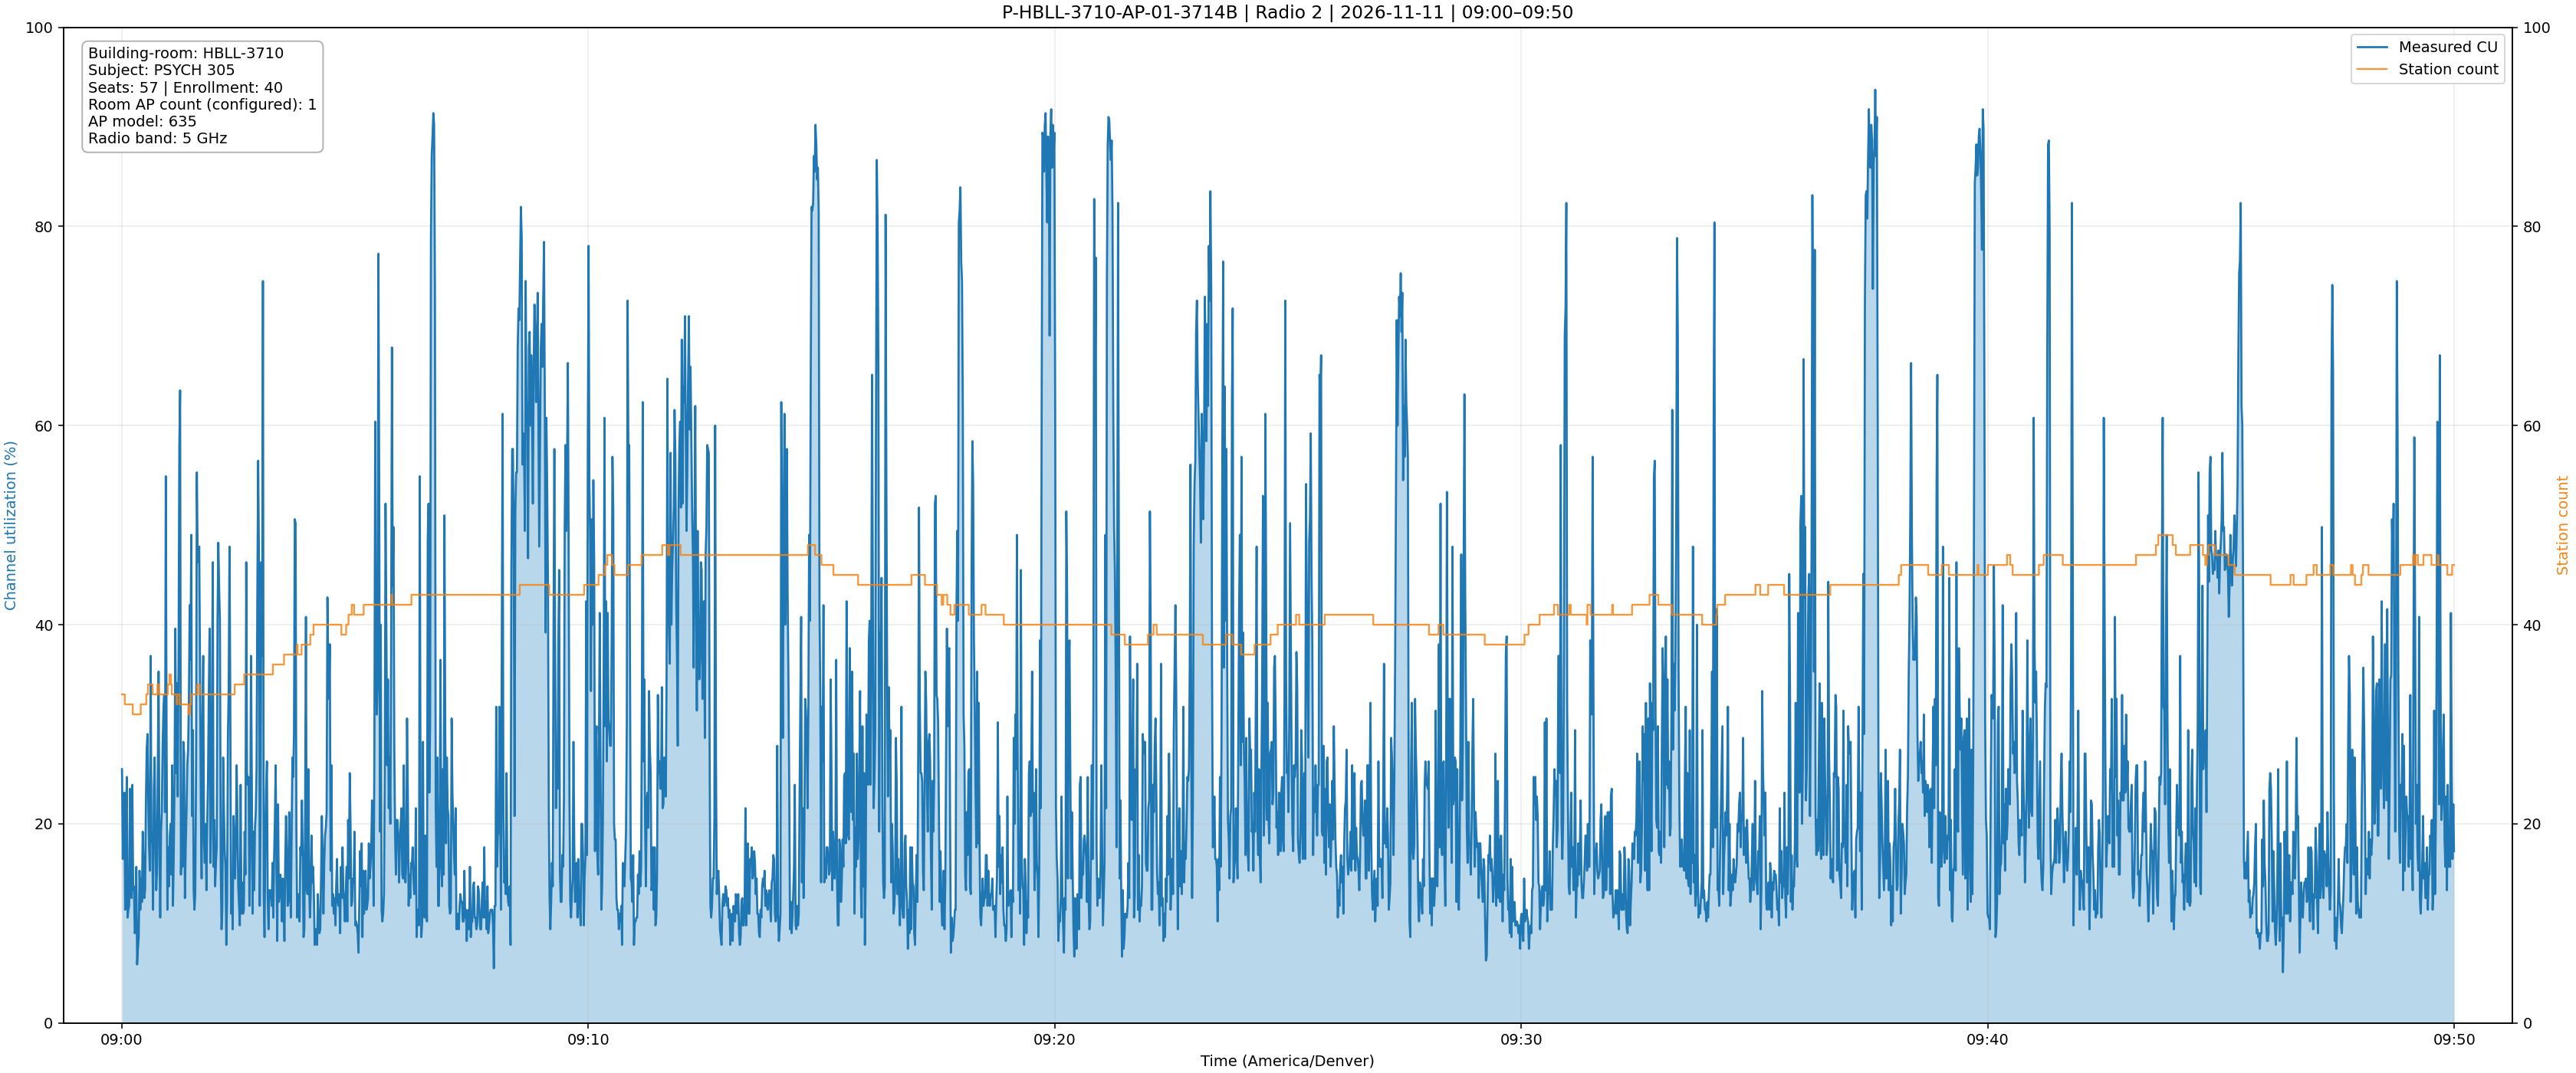 P-HBLL-3710-AP-01-3714B | Radio 2 | 2026-11-11 | 09:00–09:50
Building-room: HBLL-3710
Subject: PSYCH 305
Seats: 57 | Enrollment: 40
Room AP count (configured): 1
AP model: 635
Radio band: 5 GHz
Measured CU
Station count
Channel utilization (%)
100
80
60
40
20
0
100
80
60
40
20
0
Station count
09:00
09:10
09:20
09:30
09:40
09:50
Time (America/Denver)